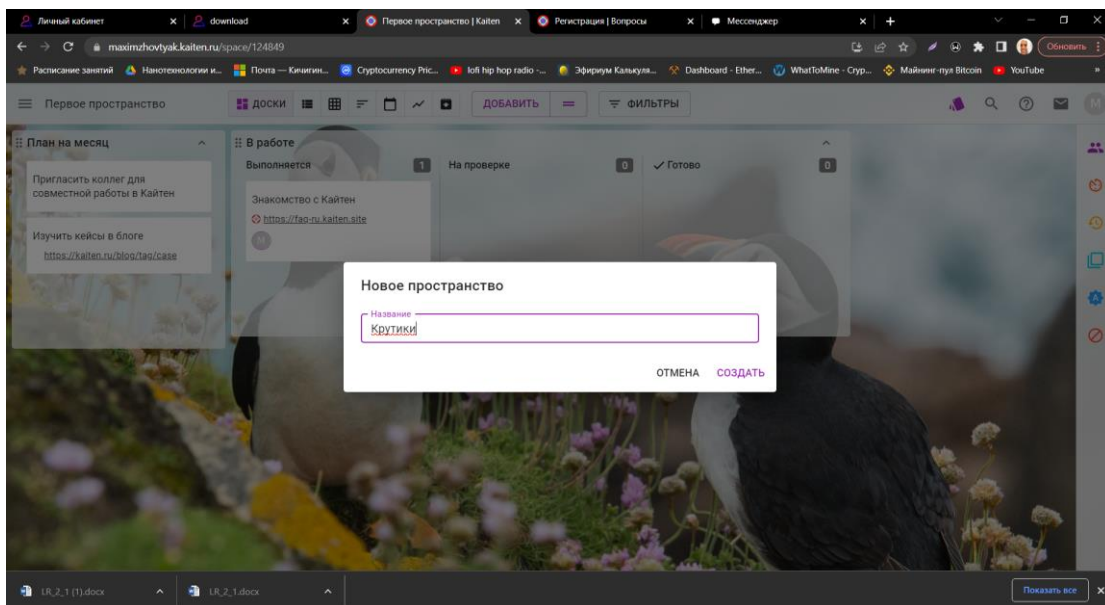 Личный кабинет
download
Первое пространство | Kaiten
Регистрация | Вопросы
Мессенджер
maximzhovtyak.kaiten.ru/space/124849
Обновить
Расписание занятий
Нанотехнологии и...
Почта — Кичигин...
Cryptocurrency Pric...
lofi hip hop radio -...
Эфириум Калькуля...
Dashboard - Ether...
WhatToMine - Cryp...
Майнинг-пул Bitcoin
YouTube
»
Первое пространство
ДОСКИ
ДОБАВИТЬ
ФИЛЬТРЫ
M
План на месяц
Пригласить коллег для
совместной работы в Кайтен
Изучить кейсы в блоге
https://kaiten.ru/blog/tag/case
В работе
Выполняется 1
На проверке 0
Готово 0
Знакомство с Кайтен
https://faq-ru.kaiten.site
M
Новое пространство
Название
Крутики
ОТМЕНА СОЗДАТЬ
LR_2_1 (1).docx
LR_2_1.docx
Показать все